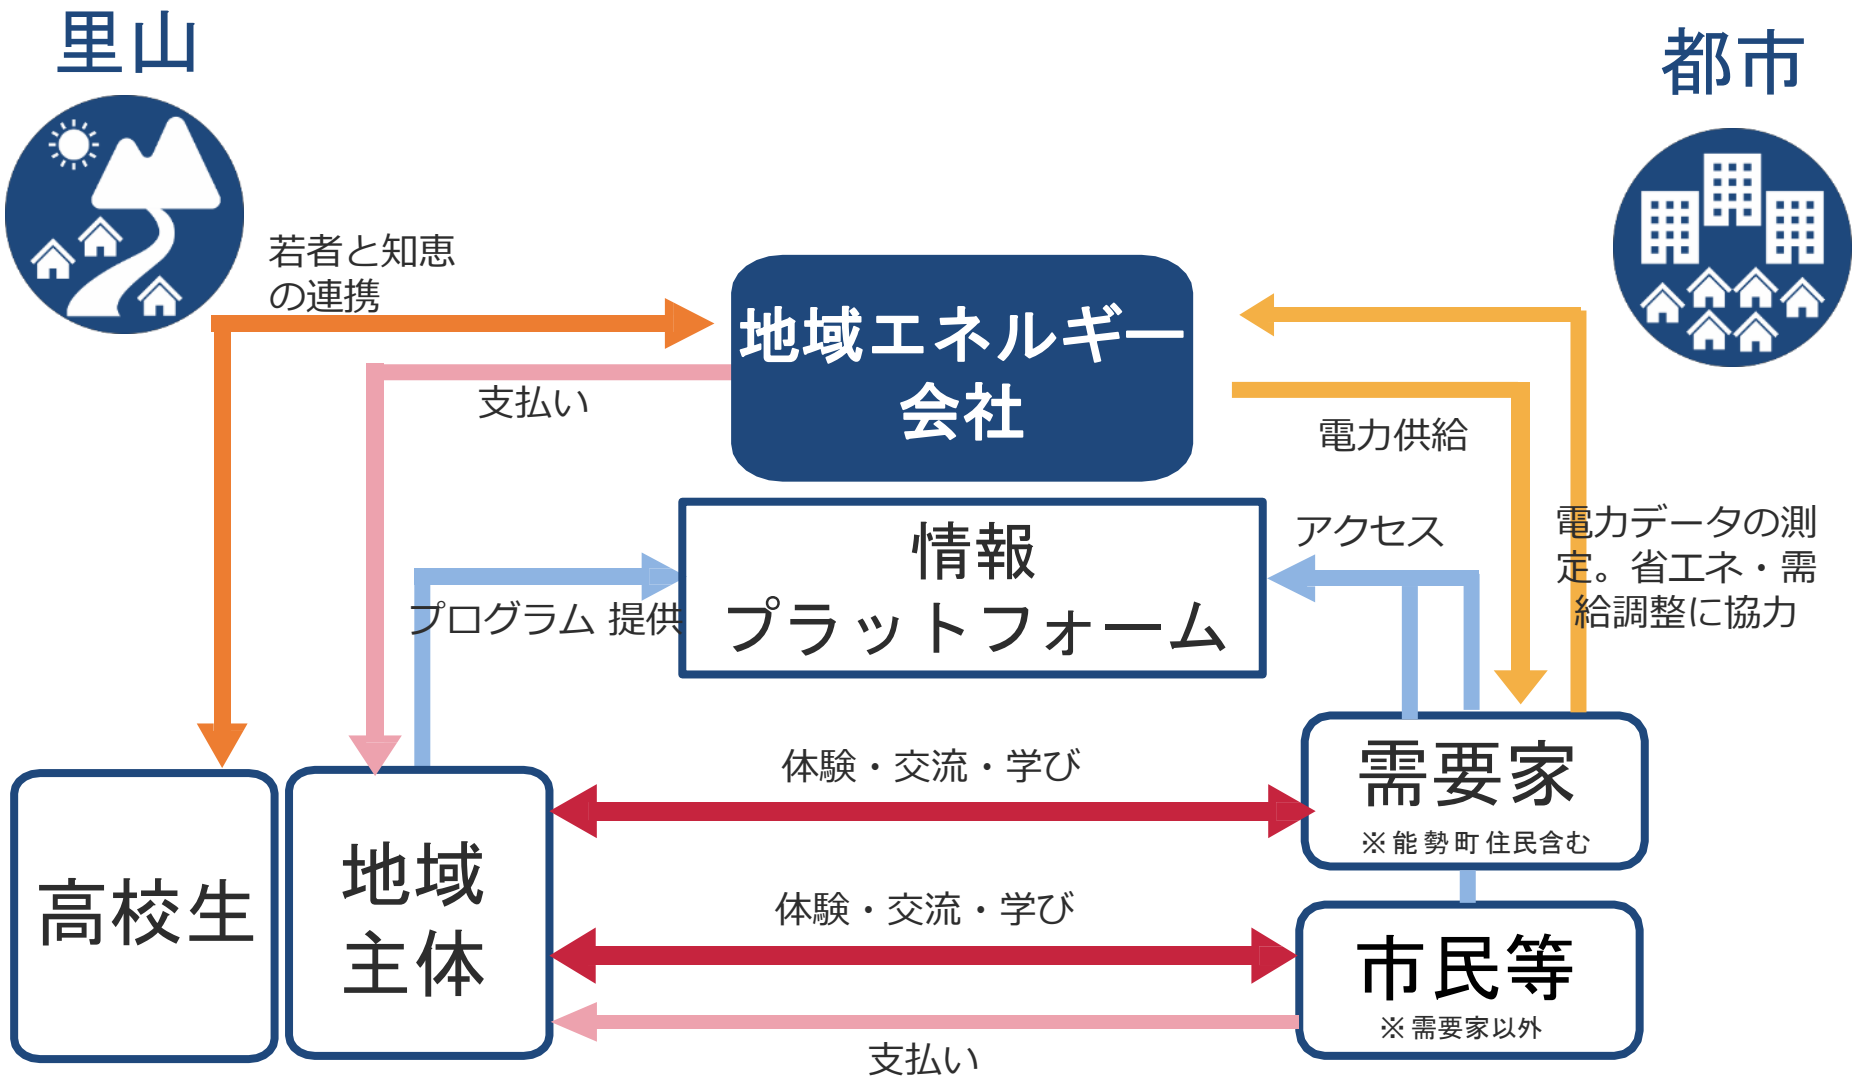 里山
都市
若者と知恵
の連携
地域エネルギー
会社
支払い
電力供給
情報
プラットフォーム
アクセス
電力データの測
定。省エネ・需
給調整に協力
プログラム 提供
体験・交流・学び
需要家
※能勢町住民含む
高校生
地域
主体
体験・交流・学び
市民等
※需要家以外
支払い